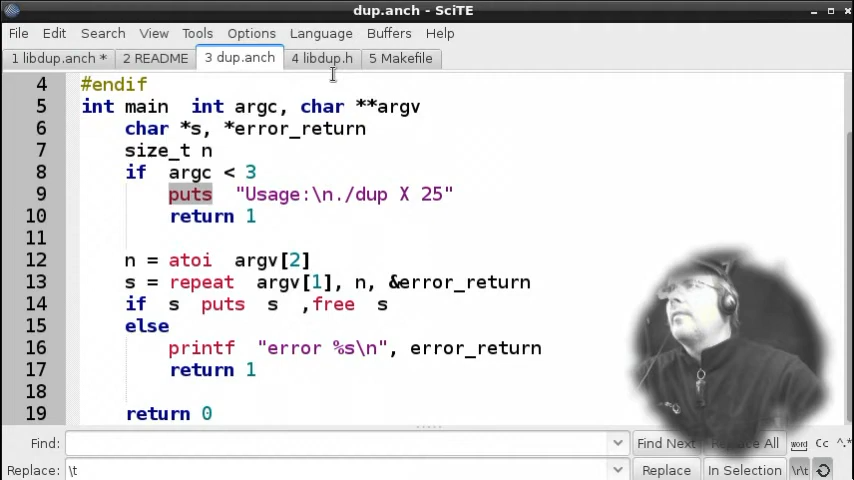 dup.anch - SciTE
File Edit Search View Tools Options Language Buffers Help
1 libdup.anch * 2 README 3 dup.anch 4 libdup.h 5 Makefile
4 #endif
5 int main  int argc, char **argv
6 char *s, *error_return
7 size_t n
8 if  argc < 3
9 puts  "Usage:\n./dup X 25"
10 return 1
11
12 n = atoi  argv[2]
13 s = repeat  argv[1], n, &error_return
14 if  s  puts  s  ,free  s
15 else
16 printf  "error %s\n", error_return
17 return 1
18
19 return 0
Find: Find Next Replace All word Cc ^.*
Replace: \t Replace In Selection \r\t